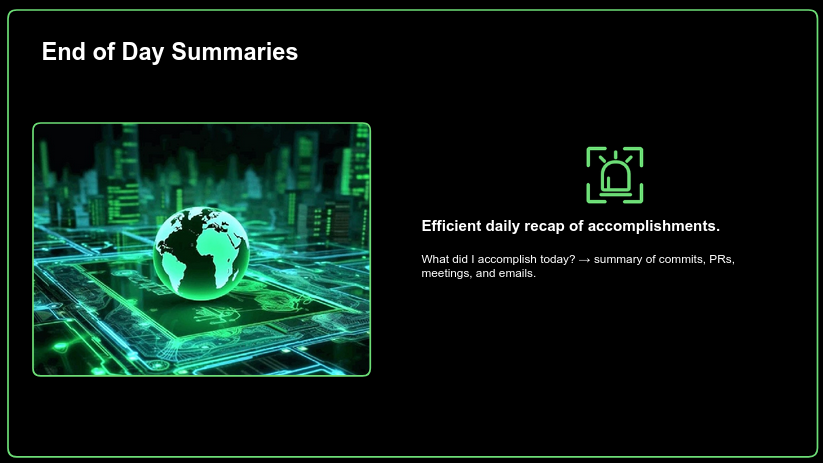 End of Day Summaries
Efficient daily recap of accomplishments.
What did I accomplish today? → summary of commits, PRs,
meetings, and emails.